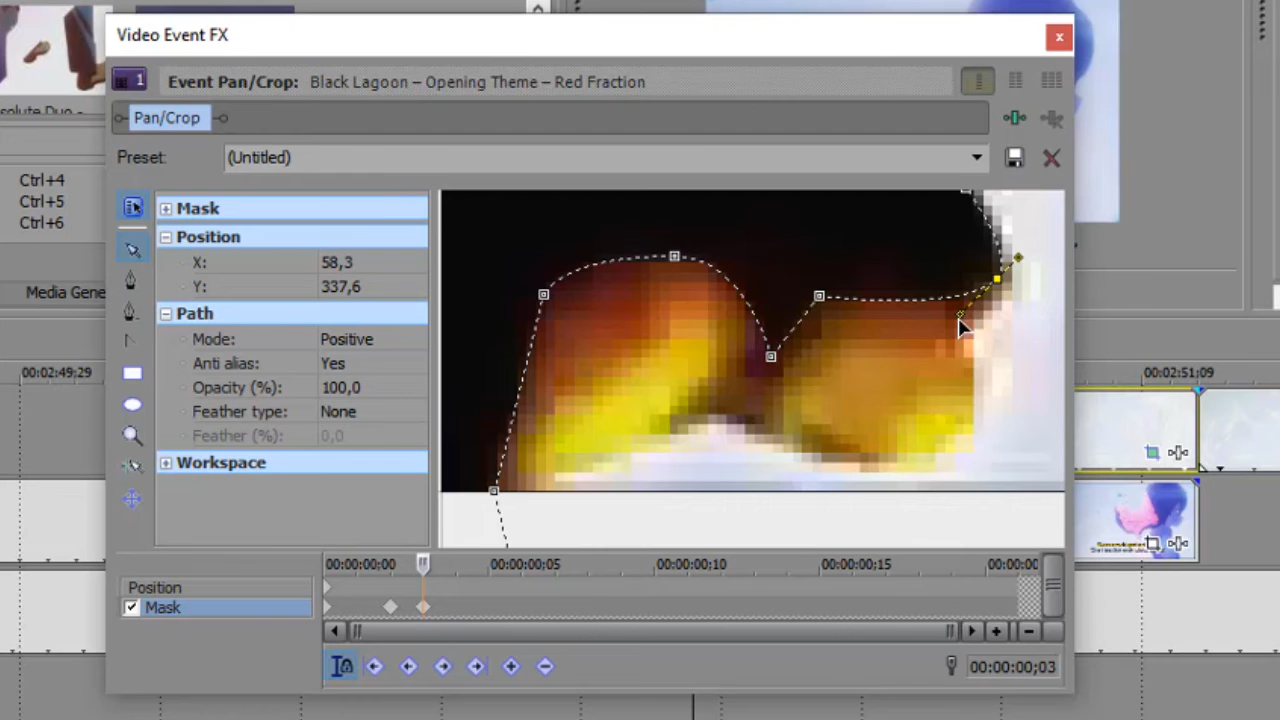 Video Event FX
x
1
Event Pan/Crop: Black Lagoon – Opening Theme – Red Fraction
Pan/Crop
Preset:
(Untitled)
Ctrl+4
Ctrl+5
Ctrl+6
Media Gene
Mask
Position
X: 58,3
Y: 337,6
Path
Mode: Positive
Anti alias: Yes
Opacity (%): 100,0
Feather type: None
Feather (%): 0,0
Workspace
00:02:49;29
00:02:51;09
00:00:00;00
00:00:00;05
00:00:00;10
00:00:00;15
00:00:00
Position
Mask
00:00:00;03